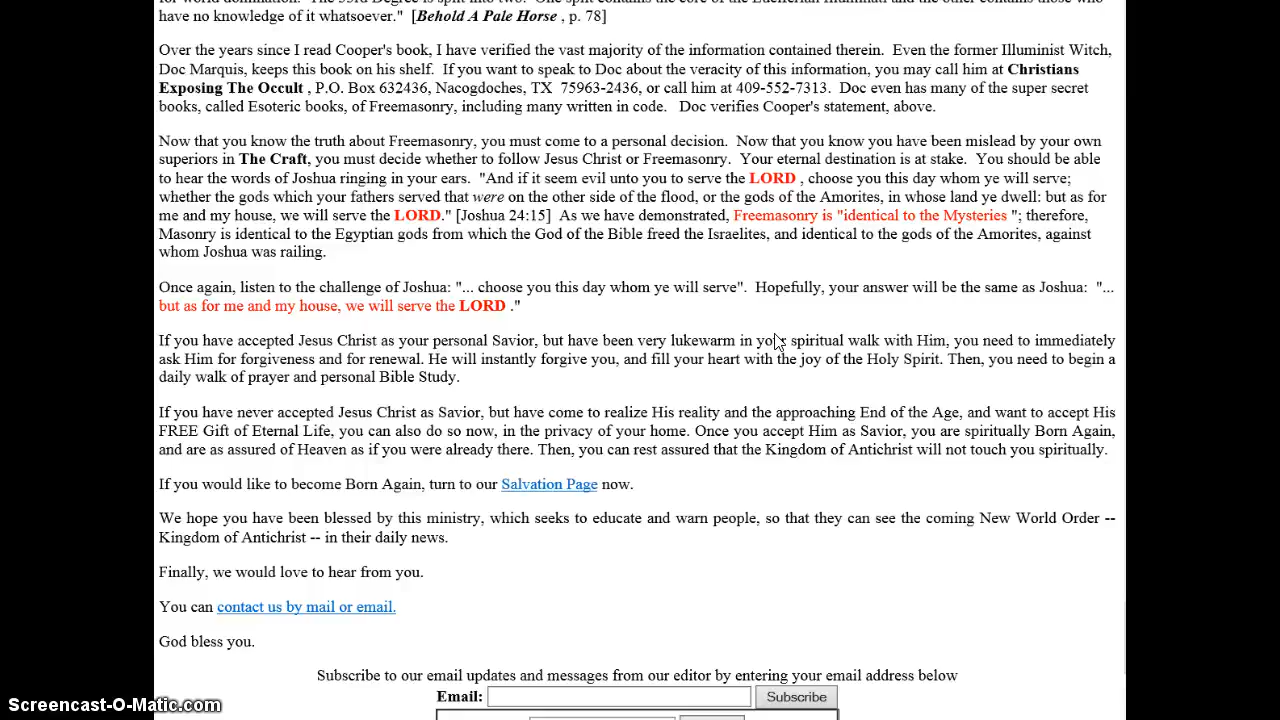 for world domination. The 33rd Degree is split into two. One split contains the core of the Luciferian Illuminati and the other contains those who
have no knowledge of it whatsoever." [Behold A Pale Horse , p. 78]
Over the years since I read Cooper's book, I have verified the vast majority of the information contained therein. Even the former Illuminist Witch,
Doc Marquis, keeps this book on his shelf. If you want to speak to Doc about the veracity of this information, you may call him at Christians
Exposing The Occult , P.O. Box 632436, Nacogdoches, TX 75963-2436, or call him at 409-552-7313. Doc even has many of the super secret
books, called Esoteric books, of Freemasonry, including many written in code. Doc verifies Cooper's statement, above.
Now that you know the truth about Freemasonry, you must come to a personal decision. Now that you know you have been mislead by your own
superiors in The Craft, you must decide whether to follow Jesus Christ or Freemasonry. Your eternal destination is at stake. You should be able
to hear the words of Joshua ringing in your ears. "And if it seem evil unto you to serve the LORD , choose you this day whom ye will serve;
whether the gods which your fathers served that were on the other side of the flood, or the gods of the Amorites, in whose land ye dwell: but as for
me and my house, we will serve the LORD." [Joshua 24:15] As we have demonstrated, Freemasonry is "identical to the Mysteries "; therefore,
Masonry is identical to the Egyptian gods from which the God of the Bible freed the Israelites, and identical to the gods of the Amorites, against
whom Joshua was railing.
Once again, listen to the challenge of Joshua: "... choose you this day whom ye will serve". Hopefully, your answer will be the same as Joshua: "...
but as for me and my house, we will serve the LORD ."
If you have accepted Jesus Christ as your personal Savior, but have been very lukewarm in your spiritual walk with Him, you need to immediately
ask Him for forgiveness and for renewal. He will instantly forgive you, and fill your heart with the joy of the Holy Spirit. Then, you need to begin a
daily walk of prayer and personal Bible Study.
If you have never accepted Jesus Christ as Savior, but have come to realize His reality and the approaching End of the Age, and want to accept His
FREE Gift of Eternal Life, you can also do so now, in the privacy of your home. Once you accept Him as Savior, you are spiritually Born Again,
and are as assured of Heaven as if you were already there. Then, you can rest assured that the Kingdom of Antichrist will not touch you spiritually.
If you would like to become Born Again, turn to our Salvation Page now.
We hope you have been blessed by this ministry, which seeks to educate and warn people, so that they can see the coming New World Order --
Kingdom of Antichrist -- in their daily news.
Finally, we would love to hear from you.
You can contact us by mail or email.
God bless you.
Subscribe to our email updates and messages from our editor by entering your email address below
Email: Subscribe
Screencast-O-Matic.com